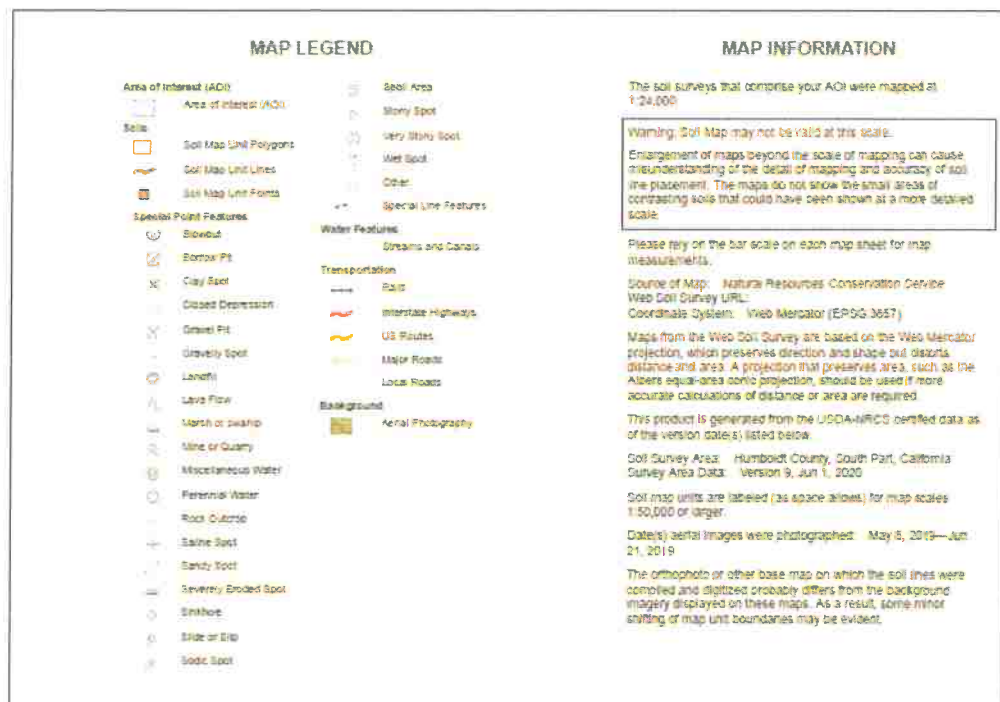 MAP LEGEND
Area of Interest (AOI)
Area of Interest (AOI)
Soils
Soil Map Unit Polygons
Soil Map Unit Lines
Soil Map Unit Points
Special Point Features
Blowout
Borrow Pit
Clay Spot
Closed Depression
Gravel Pit
Gravelly Spot
Landfill
Lava Flow
Marsh or swamp
Mine or Quarry
Miscellaneous Water
Perennial Water
Rock Outcrop
Saline Spot
Sandy Spot
Severely Eroded Spot
Sinkhole
Slide or Slip
Sodic Spot
Spoil Area
Stony Spot
Very Stony Spot
Wet Spot
Other
Special Line Features
Water Features
Streams and Canals
Transportation
Rails
Interstate Highways
US Routes
Major Roads
Local Roads
Background
Aerial Photography
MAP INFORMATION
The soil surveys that comprise your AOI were mapped at
1:24,000.
Warning: Soil Map may not be valid at this scale.
Enlargement of maps beyond the scale of mapping can cause
misunderstanding of the detail of mapping and accuracy of soil
line placement. The maps do not show the small areas of
contrasting soils that could have been shown at a more detailed
scale.
Please rely on the bar scale on each map sheet for map
measurements.
Source of Map: Natural Resources Conservation Service
Web Soil Survey URL:
Coordinate System: Web Mercator (EPSG:3857)
Maps from the Web Soil Survey are based on the Web Mercator
projection, which preserves direction and shape but distorts
distance and area. A projection that preserves area, such as the
Albers equal-area conic projection, should be used if more
accurate calculations of distance or area are required.
This product is generated from the USDA-NRCS certified data as
of the version date(s) listed below.
Soil Survey Area: Humboldt County, South Part, California
Survey Area Data: Version 9, Jun 1, 2020
Soil map units are labeled (as space allows) for map scales
1:50,000 or larger.
Date(s) aerial images were photographed: May 8, 2019—Jun
21, 2019
The orthophoto or other base map on which the soil lines were
compiled and digitized probably differs from the background
imagery displayed on these maps. As a result, some minor
shifting of map unit boundaries may be evident.